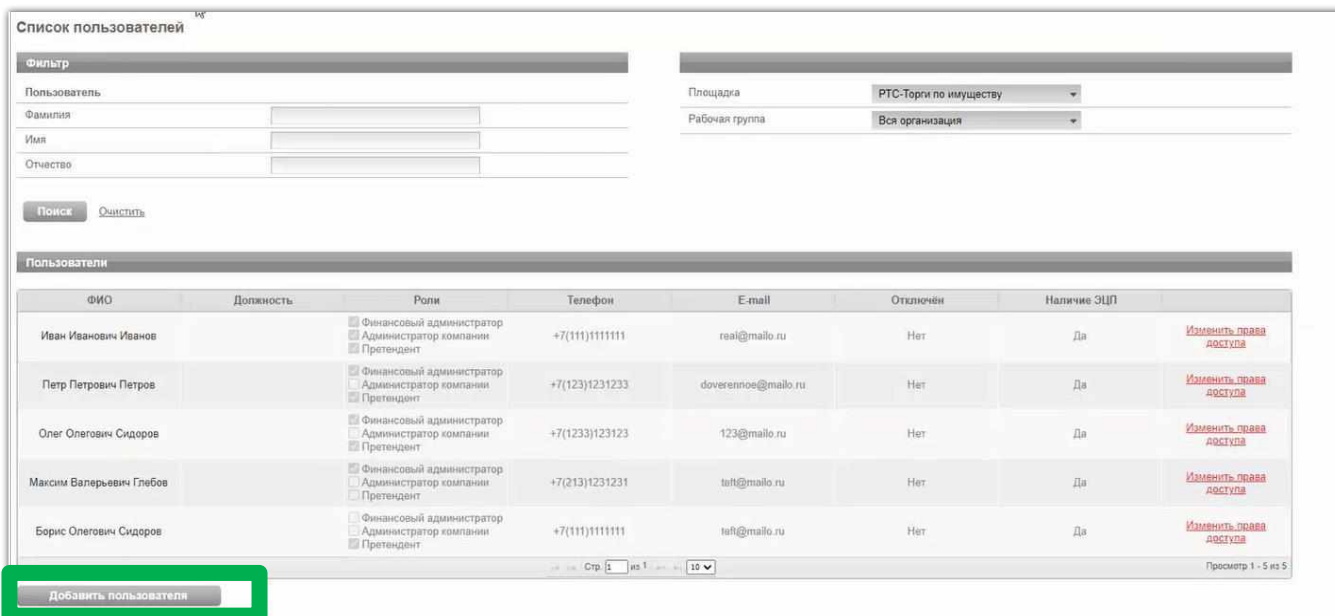 Список пользователей
Фильтр
Пользователь
Фамилия
Имя
Отчество
Площадка РТС-Торги по имуществу
Рабочая группа Вся организация
Поиск Очистить
Пользователи
ФИО Должность Роли Телефон E-mail Отключён Наличие ЭЦП
Финансовый администратор
Иван Иванович Иванов Администратор компании +7(111)1111111 real@mailo.ru Нет Да Изменить права доступа
Претендент
Финансовый администратор
Петр Петрович Петров Администратор компании +7(123)1231233 doverennoe@mailo.ru Нет Да Изменить права доступа
Претендент
Финансовый администратор
Олег Олегович Сидоров Администратор компании +7(1233)123123 123@mailo.ru Нет Да Изменить права доступа
Претендент
Финансовый администратор
Максим Валерьевич Глебов Администратор компании +7(213)1231231 teft@mailo.ru Нет Да Изменить права доступа
Претендент
Финансовый администратор
Борис Олегович Сидоров Администратор компании +7(111)1111111 teft@mailo.ru Нет Да Изменить права доступа
Претендент
Стр. 1 из 1 10 Просмотр 1 - 5 из 5
Добавить пользователя